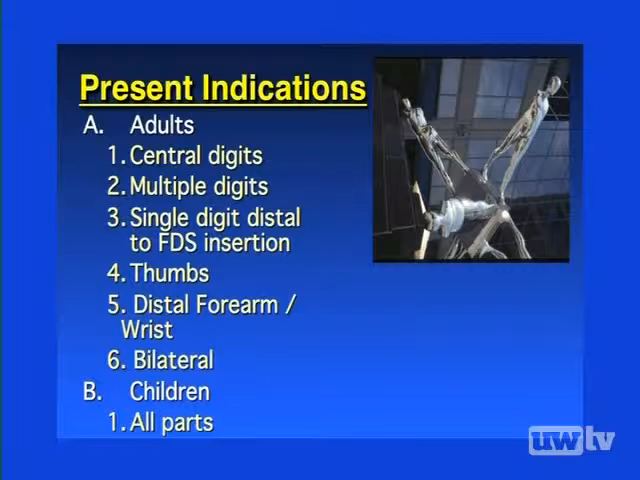 Present Indications
A. Adults
1. Central digits
2. Multiple digits
3. Single digit distal
to FDS insertion
4. Thumbs
5. Distal Forearm /
Wrist
6. Bilateral
B. Children
1. All parts
uwtv